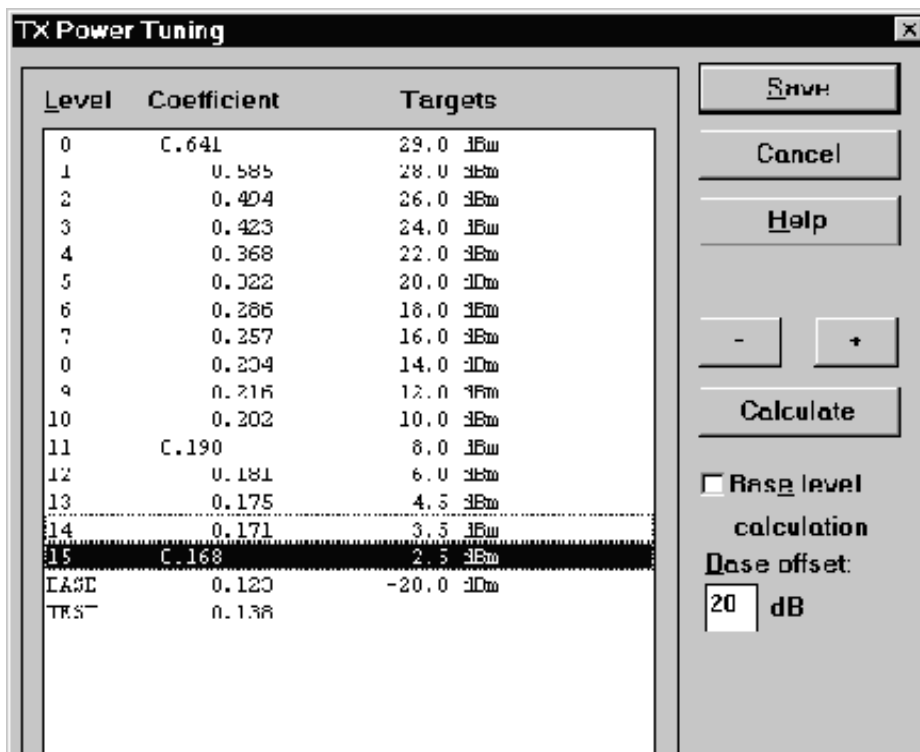 TX Power Tuning
Level Coefficient Targets
0 0.641 29.0 dBm
1 0.585 28.0 dBm
2 0.494 26.0 dBm
3 0.423 24.0 dBm
4 0.368 22.0 dBm
5 0.322 20.0 dBm
6 0.286 18.0 dBm
7 0.257 16.0 dBm
8 0.234 14.0 dBm
9 0.216 12.0 dBm
10 0.202 10.0 dBm
11 0.190 8.0 dBm
12 0.181 6.0 dBm
13 0.175 4.5 dBm
14 0.171 3.5 dBm
15 0.168 2.5 dBm
BASE -20.0 dBm
TEST 0.138
Save
Cancel
Help
- +
Calculate
Base level
calculation
Base offset:
20 dB